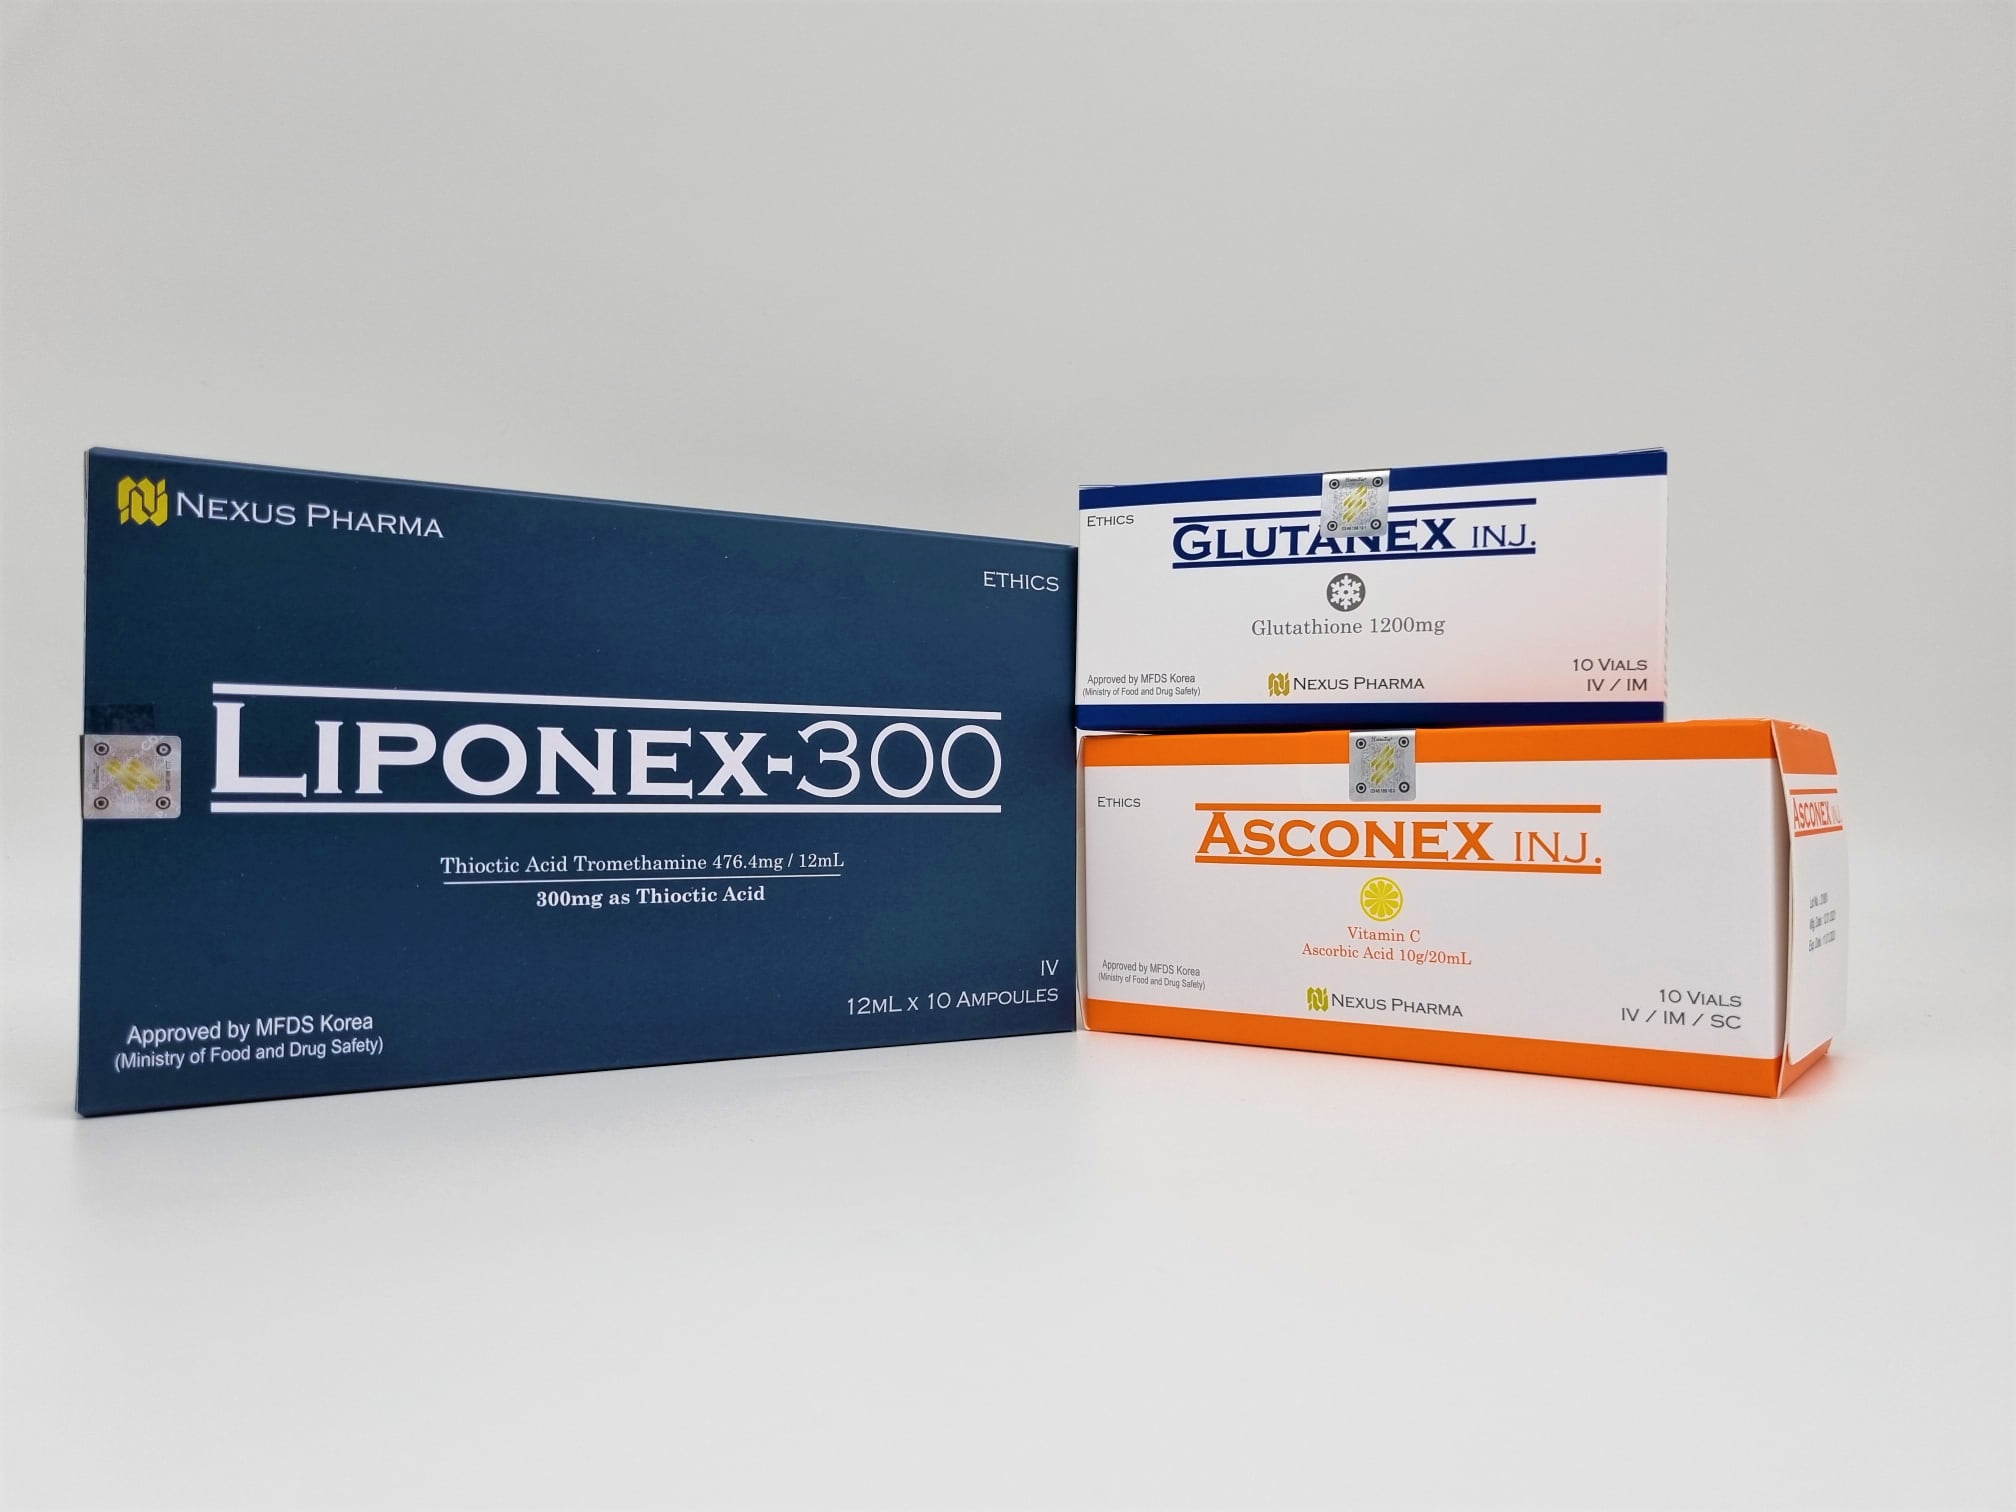 NEXUS PHARMA
ETHICS
LIPONEX-300
Thioctic Acid Tromethamine 476.4mg / 12mL
300mg as Thioctic Acid
IV
12ML X 10 AMPOULES
Approved by MFDS Korea
(Ministry of Food and Drug Safety)
ETHICS
GLUTANEX INJ.
Glutathione 1200mg
Approved by MFDS Korea
(Ministry of Food and Drug Safety)
NEXUS PHARMA
10 VIALS
IV / IM
ETHICS
ASCONEX INJ.
Vitamin C
Ascorbic Acid 10g/20mL
Approved by MFDS Korea
(Ministry of Food and Drug Safety)
NEXUS PHARMA
10 VIALS
IV / IM / SC
ASCONEX